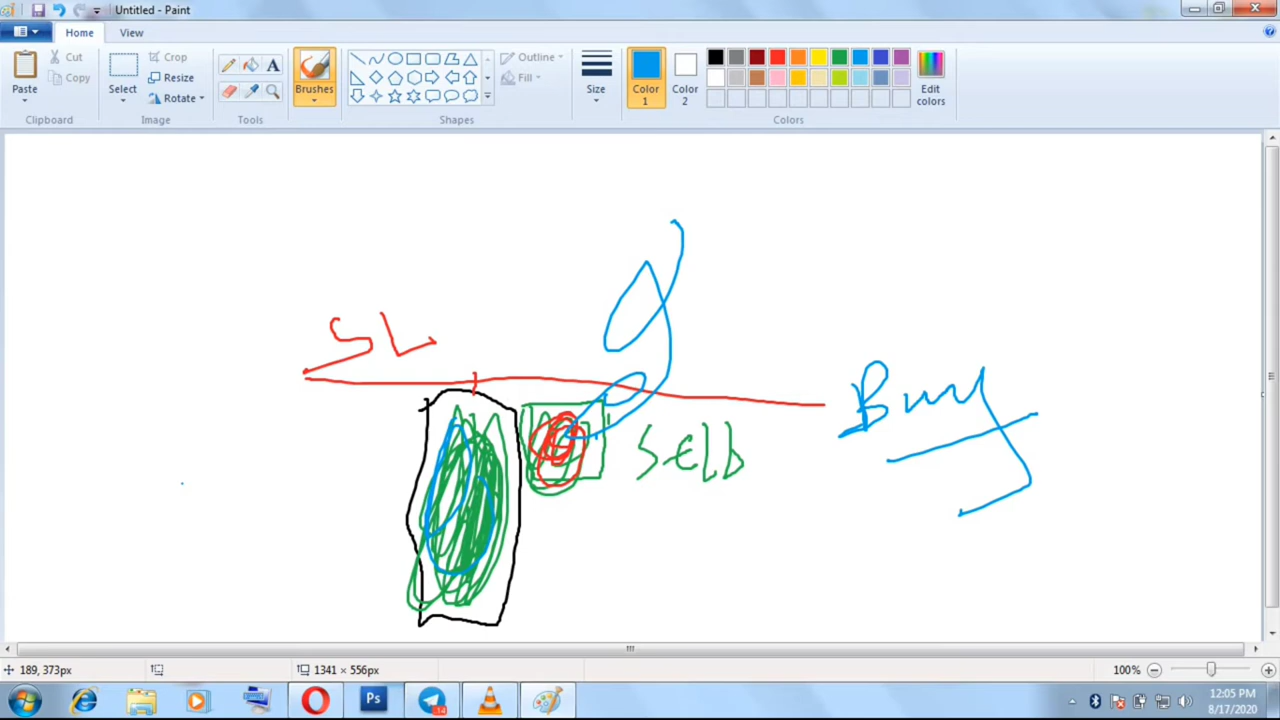 Untitled - Paint
Home
View
Paste
Cut
Copy
Clipboard
Select
Crop
Resize
Rotate
Image
Tools
Brushes
Shapes
Outline
Fill
Size
Color 1
Color 2
Edit colors
Colors
SL
Buy
Sell
189, 373px
1341 × 556px
100%
Ps
14
12:05 PM
8/17/2020